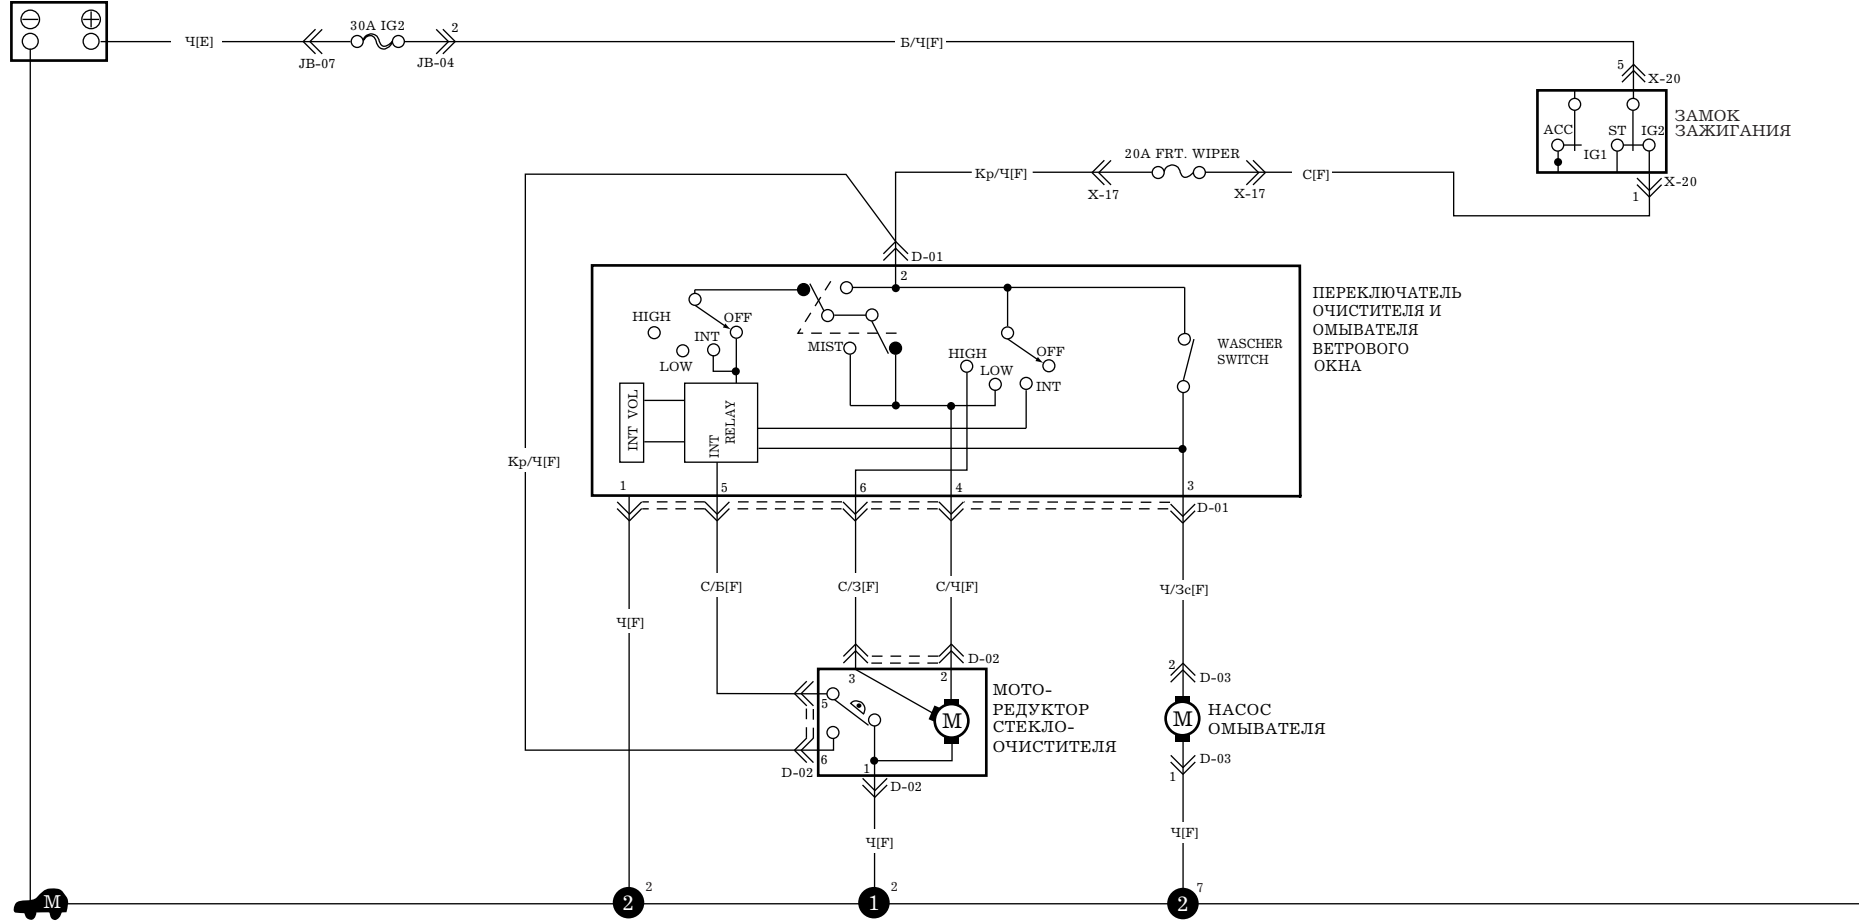 30A IG2
2
Ч[E]
Б/Ч[F]
JB-07
JB-04
5
X-20
ЗАМОК
ЗАЖИГАНИЯ
ACC
ST
IG2
IG1
20A FRT. WIPER
Кр/Ч[F]
С[F]
X-17
X-17
X-20
1
D-01
2
ПЕРЕКЛЮЧАТЕЛЬ
ОЧИСТИТЕЛЯ И
ОМЫВАТЕЛЯ
ВЕТРОВОГО
ОКНА
HIGH
OFF
INT
LOW
MIST
HIGH
OFF
LOW
INT
WASCHER
SWITCH
INT VOL
INT
RELAY
Кр/Ч[F]
1
5
6
4
3
D-01
С/Б[F]
С/З[F]
С/Ч[F]
Ч/Зс[F]
Ч[F]
D-02
3
2
2
D-03
5
M
МОТО-
РЕДУКТОР
СТЕКЛО-
ОЧИСТИТЕЛЯ
M
НАСОС
ОМЫВАТЕЛЯ
6
D-02
1
D-02
D-03
1
Ч[F]
Ч[F]
M
2
2
1
2
2
7